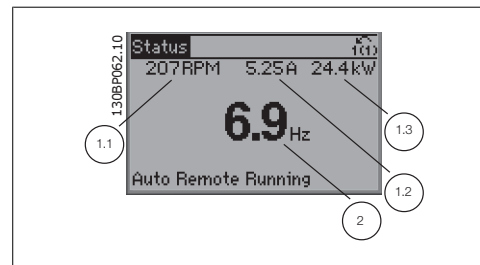 130BP062.10
Status
1(1)
207RPM 5.25A 24.4kW
6.9Hz
Auto Remote Running
1.1
1.3
1.2
2